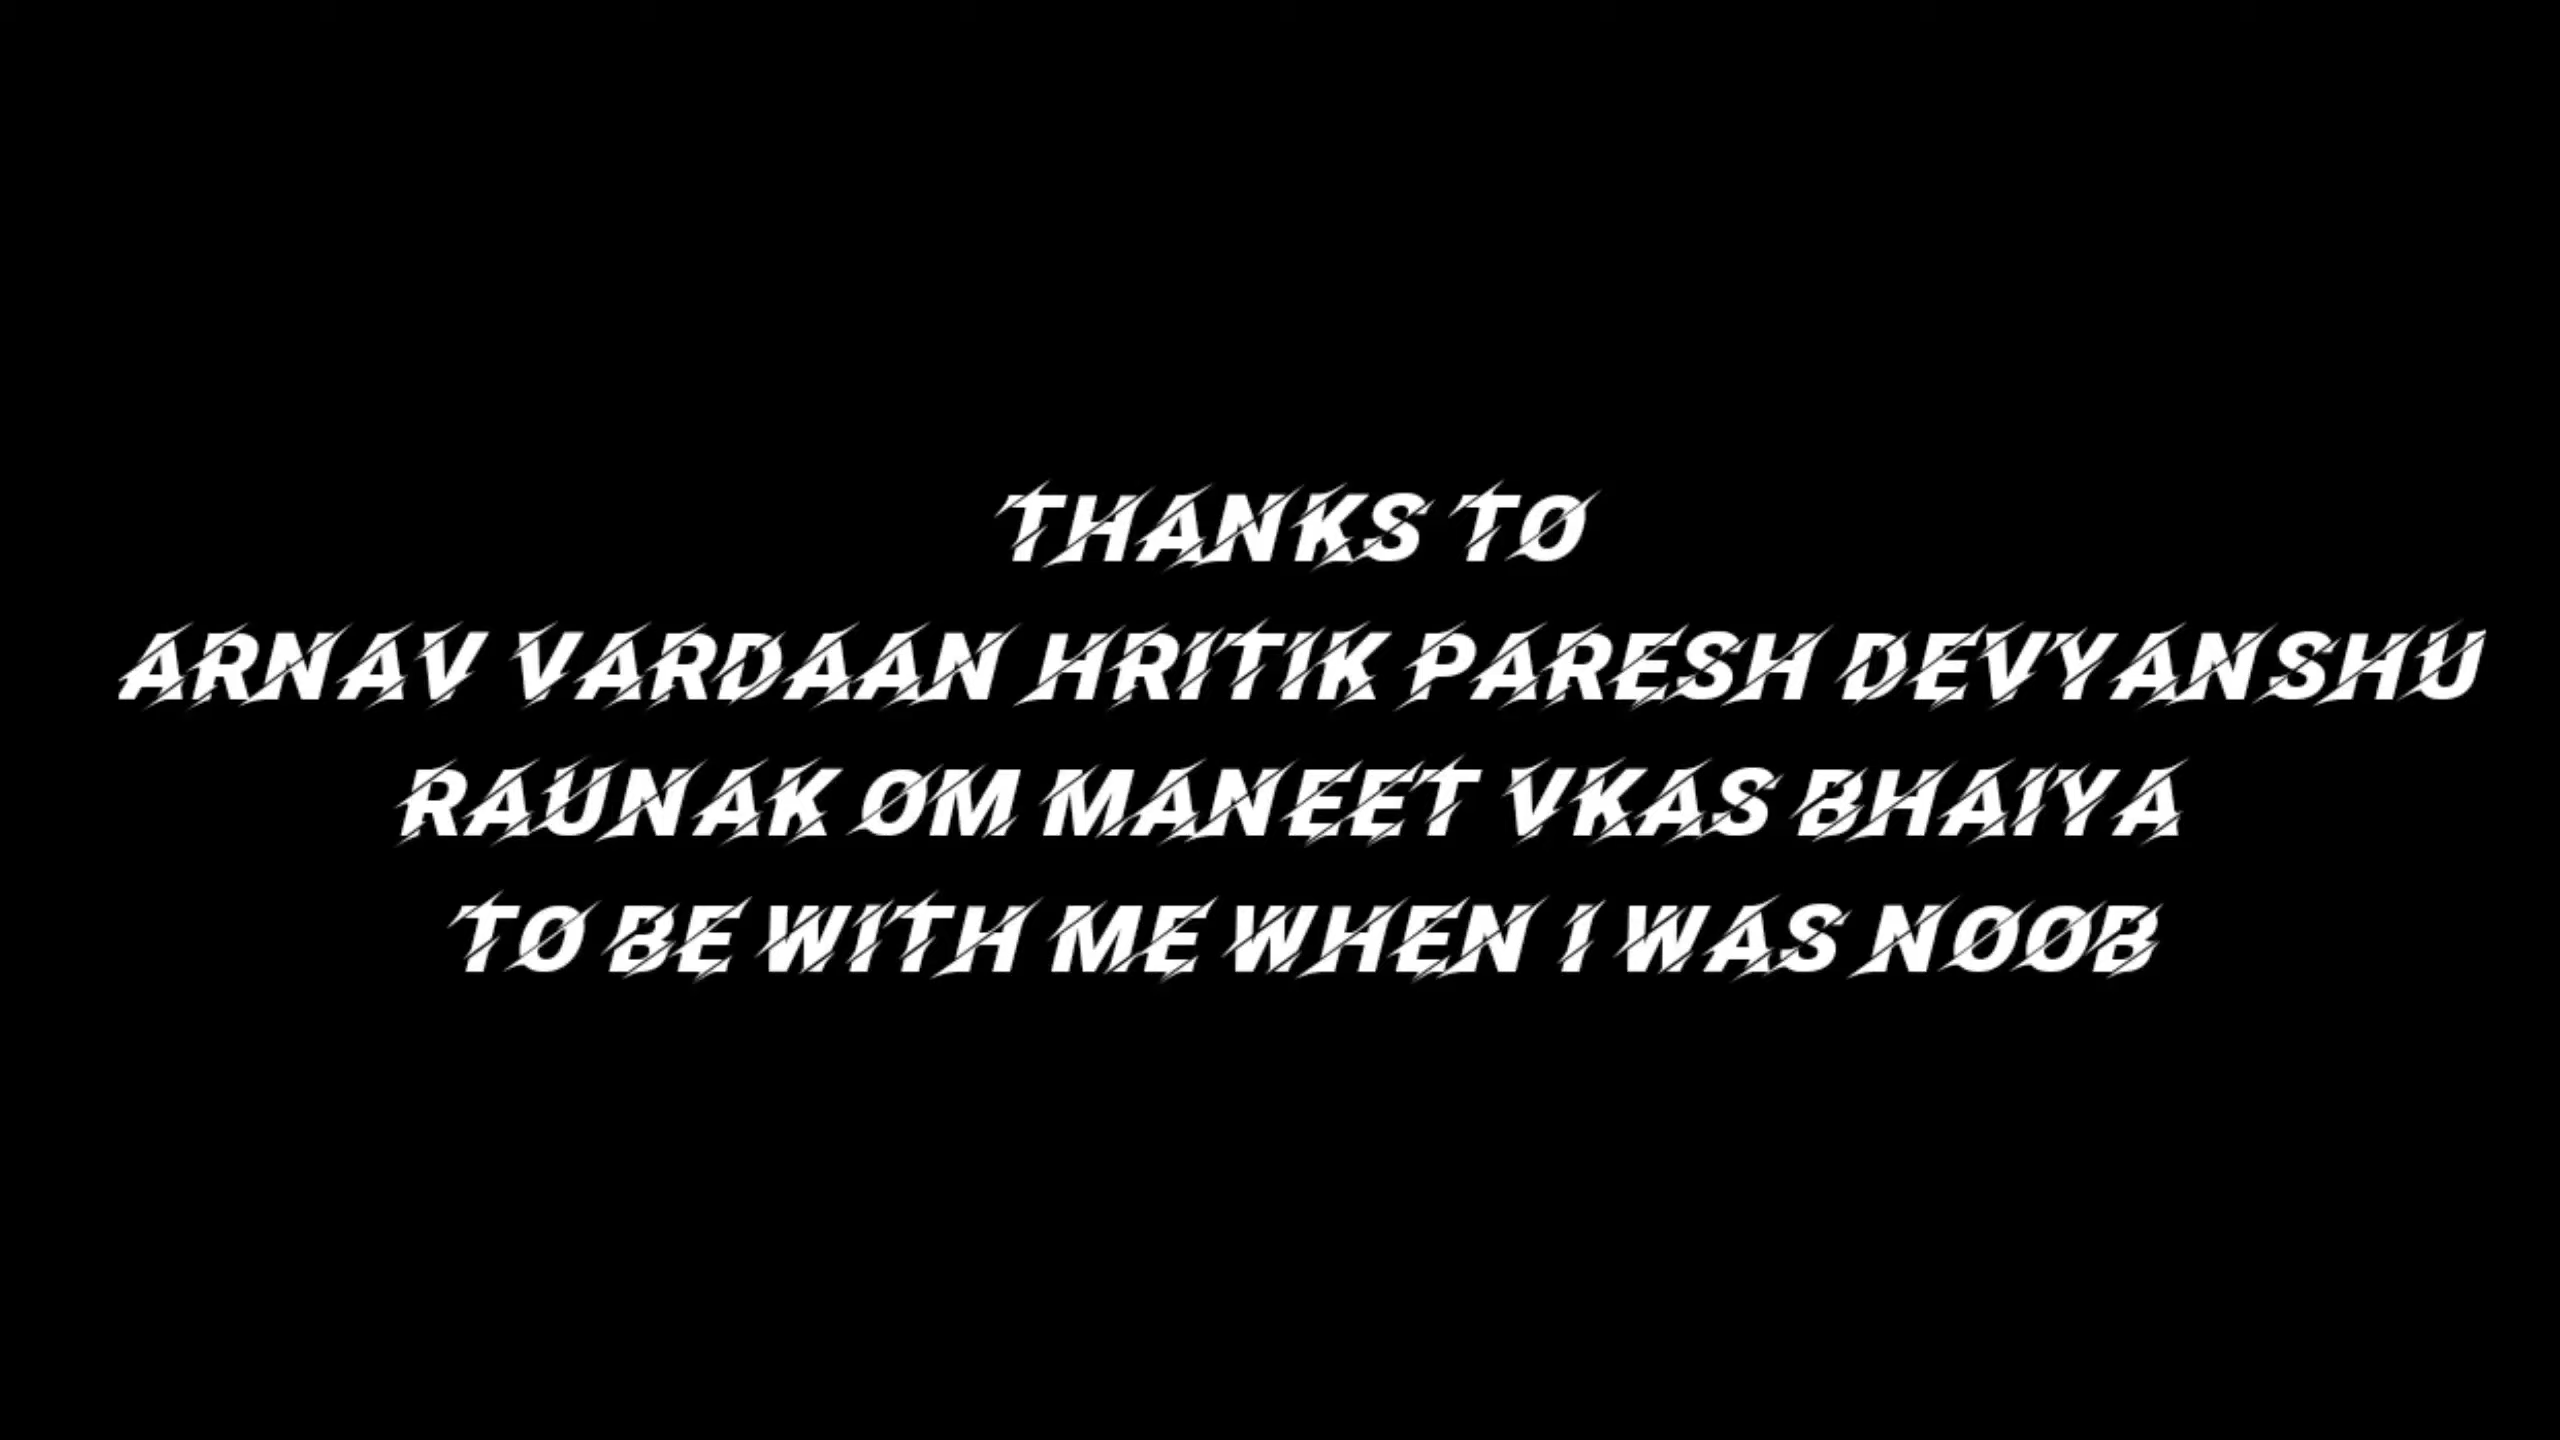 THANKS TO
ARNAV VARDAAN HRITIK PARESH DEVYANSHU
RAUNAK OM MANEET VKAS BHAIYA
TO BE WITH ME WHEN I WAS NOOB